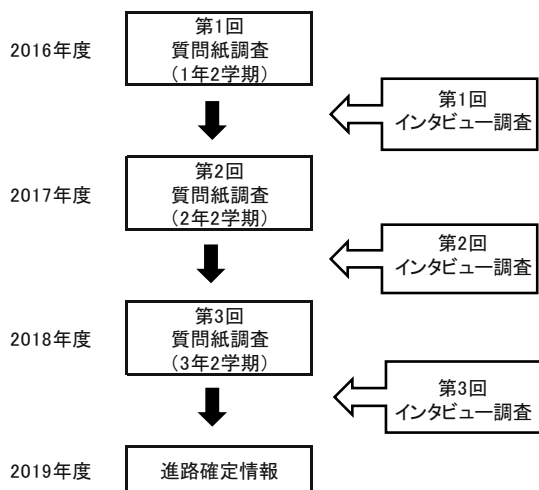 2016年度
第1回
質問紙調査
(1年2学期)
第1回
インタビュー調査
2017年度
第2回
質問紙調査
(2年2学期)
第2回
インタビュー調査
2018年度
第3回
質問紙調査
(3年2学期)
第3回
インタビュー調査
2019年度
進路確定情報